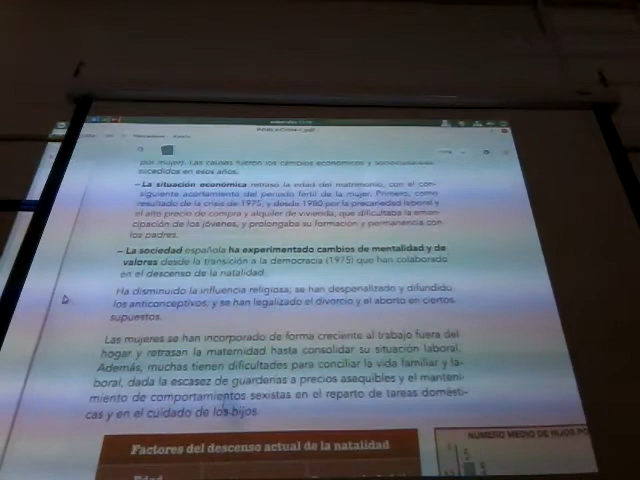 POBLACION-1.pdf
por mujer). Las causas fueron los cambios económicos y
sucedidos en esos años.
– La situación económica retrasó la edad del matrimonio, con el con-
siguiente acortamiento del periodo fértil de la mujer. Primero, como
resultado de la crisis de 1975; y desde 1980 por la precariedad laboral y
el alto precio de compra y alquiler de vivienda, que dificultaba la eman-
cipación de los jóvenes, y prolongaba su formación y permanencia con
los padres.
– La sociedad española ha experimentado cambios de mentalidad y de
valores desde la transición a la democracia (1975) que han colaborado
en el descenso de la natalidad.
Ha disminuido la influencia religiosa; se han despenalizado y difundido
los anticonceptivos; y se han legalizado el divorcio y el aborto en ciertos
supuestos.
Las mujeres se han incorporado de forma creciente al trabajo fuera del
hogar y retrasan la maternidad hasta consolidar su situación laboral.
Además, muchas tienen dificultades para conciliar la vida familiar y la-
boral, dada la escasez de guarderías a precios asequibles y el manteni-
miento de comportamientos sexistas en el reparto de tareas domésti-
cas y en el cuidado de los hijos.
Factores del descenso actual de la natalidad
NÚMERO MEDIO DE HIJOS PO
5
Edad